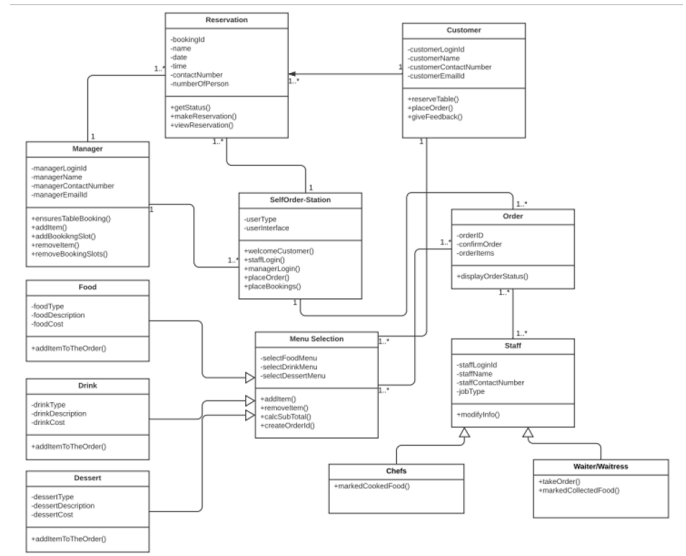 Reservation
-bookingId
-name
-date
-time
-contactNumber
-numberOfPerson
+getStatus()
+makeReservation()
+viewReservation()
Customer
-customerLoginId
-customerName
-customerContactNumber
-customerEmailId
+reserveTable()
+placeOrder()
+giveFeedback()
1..*
1
1..*
1
1..*
1
1
Manager
-managerLoginId
-managerName
-managerContactNumber
-managerEmailId
+ensuresTableBooking()
+addItem()
+addBookikngSlot()
+removeItem()
+removeBookingSlots()
1
1..*
SelfOrder-Station
-userType
-userInterface
+welcomeCustomer()
+staffLogin()
+managerLogin()
+placeOrder()
+placeBookings()
1
1..*
1..*
Order
-orderID
-confirmOrder
-orderItems
+displayOrderStatus()
1..*
1..*
Food
-foodType
-foodDescription
-foodCost
+addItemToTheOrder()
Menu Selection
-selectFoodMenu
-selectDrinkMenu
-selectDessertMenu
+addItem()
+removeItem()
+calcSubTotal()
+createOrderId()
1..*
1..*
Staff
-staffLoginId
-staffName
-staffContactNumber
-jobType
+modifyInfo()
Drink
-drinkType
-drinkDescription
-drinkCost
+addItemToTheOrder()
Dessert
-dessertType
-dessertDescription
-dessertCost
+addItemToTheOrder()
Chefs
+markedCookedFood()
Waiter/Waitress
+takeOrder()
+markedCollectedFood()